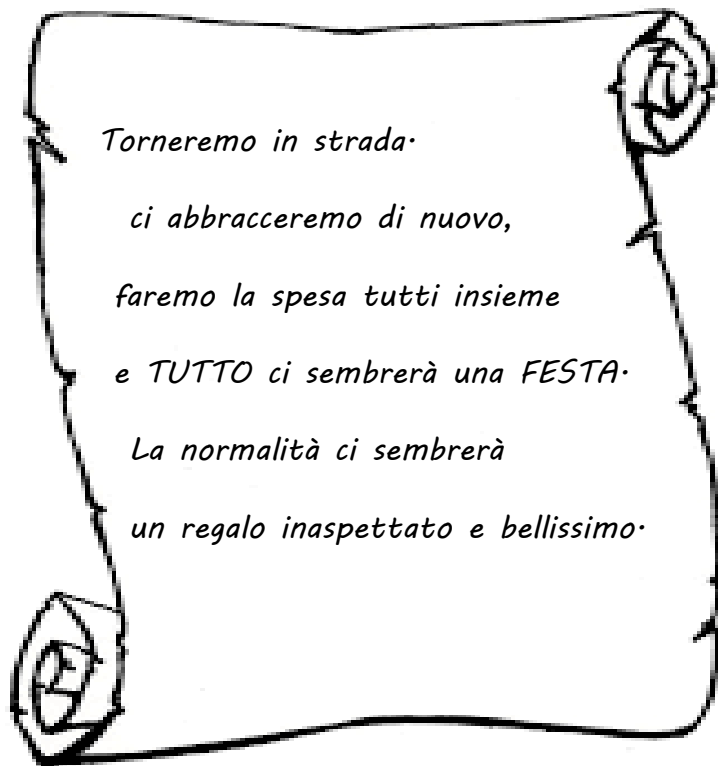 Torneremo in strada.
ci abbracceremo di nuovo,
faremo la spesa tutti insieme
e TUTTO ci sembrerà una FESTA.
La normalità ci sembrerà
un regalo inaspettato e bellissimo.